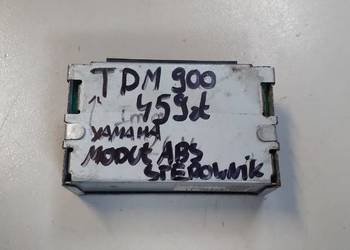 TDM 900
459zł
YAMAHA
MODUŁ ABS
STEROWNIK